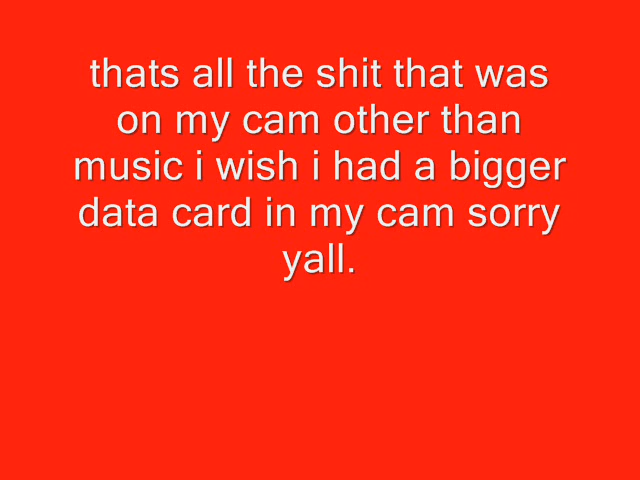 thats all the shit that was
on my cam other than
music i wish i had a bigger
data card in my cam sorry
yall.